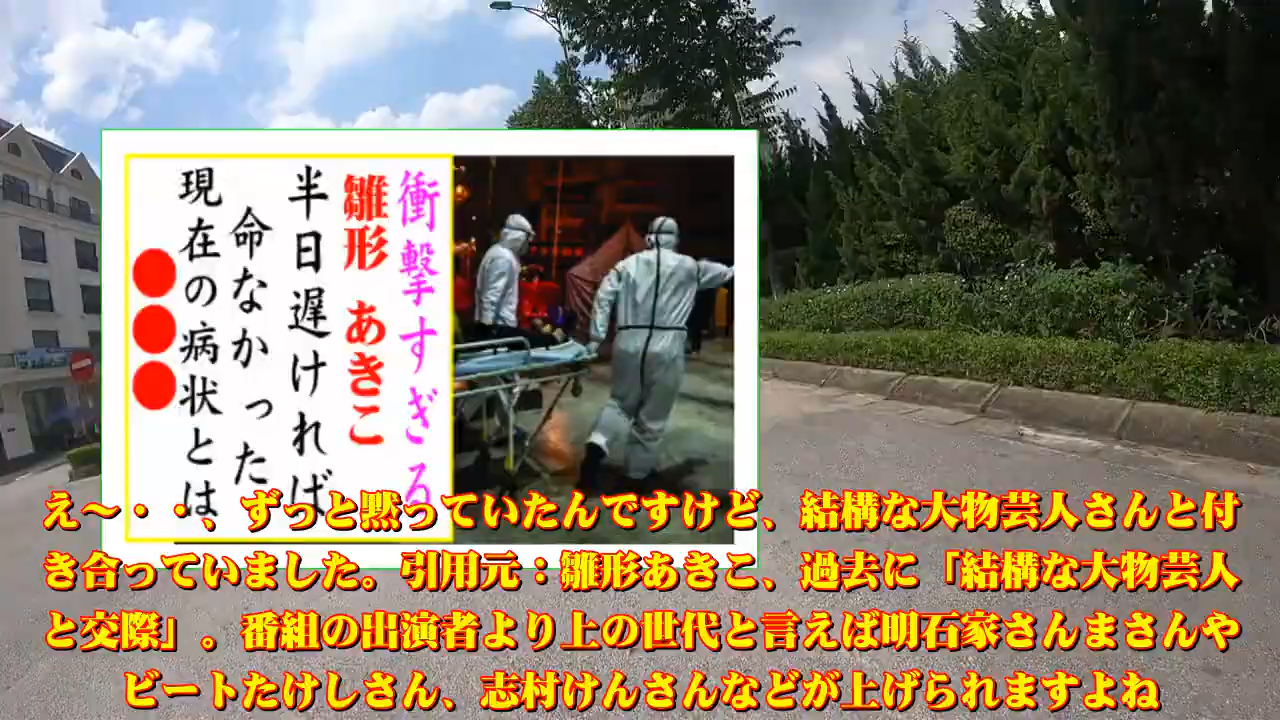 衝撃すぎる
雛形 あきこ
半日遅ければ
命なかった
現在の病状とは
え〜・・、ずっと黙っていたんですけど、結構な大物芸人さんと付
き合っていました。引用元：雛形あきこ、過去に「結構な大物芸人
と交際」。番組の出演者より上の世代と言えば明石家さんまさんや
ビートたけしさん、志村けんさんなどが上げられますよね